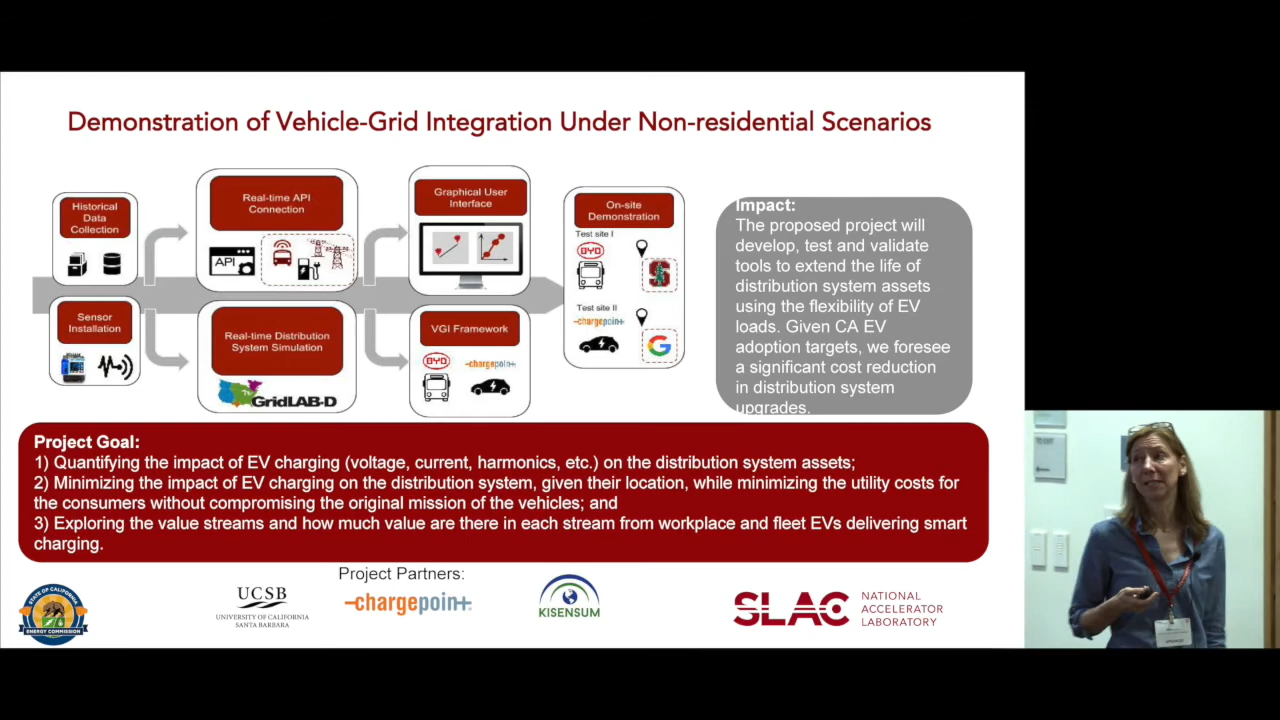 Demonstration of Vehicle-Grid Integration Under Non-residential Scenarios
Historical
Data
Collection
Sensor
Installation
Real-time API
Connection
API
Real-time Distribution
System Simulation
GridLAB-D
Graphical User
Interface
VGI Framework
BYD
-chargepoin+
On-site
Demonstration
Test site I
BYD
Test site II
-chargepoin+
G
Impact:
The proposed project will
develop, test and validate
tools to extend the life of
distribution system assets
using the flexibility of EV
loads. Given CA EV
adoption targets, we foresee
a significant cost reduction
in distribution system
upgrades.
Project Goal:
1) Quantifying the impact of EV charging (voltage, current, harmonics, etc.) on the distribution system assets;
2) Minimizing the impact of EV charging on the distribution system, given their location, while minimizing the utility costs for
the consumers without compromising the original mission of the vehicles; and
3) Exploring the value streams and how much value are there in each stream from workplace and fleet EVs delivering smart
charging.
Project Partners:
STATE OF CALIFORNIA
ENERGY COMMISSION
UCSB
UNIVERSITY OF CALIFORNIA
SANTA BARBARA
-chargepoin+
KISENSUM
SLAC
NATIONAL
ACCELERATOR
LABORATORY